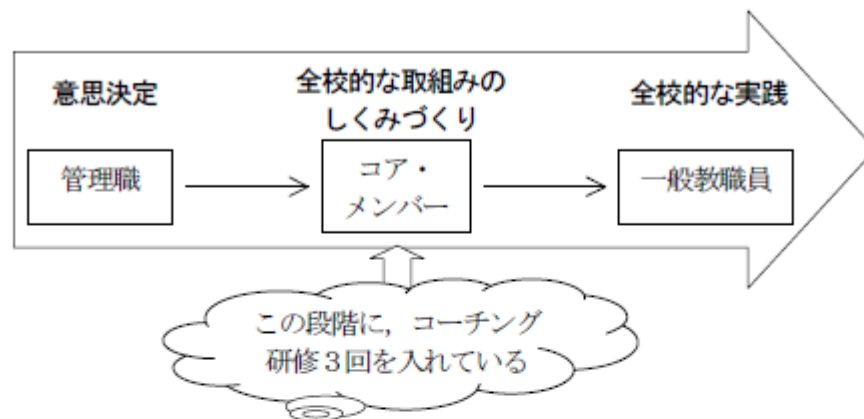 意思決定
全校的な取組みの
しくみづくり
全校的な実践
管理職
コア・
メンバー
一般教職員
この段階に，コーチング
研修３回を入れている